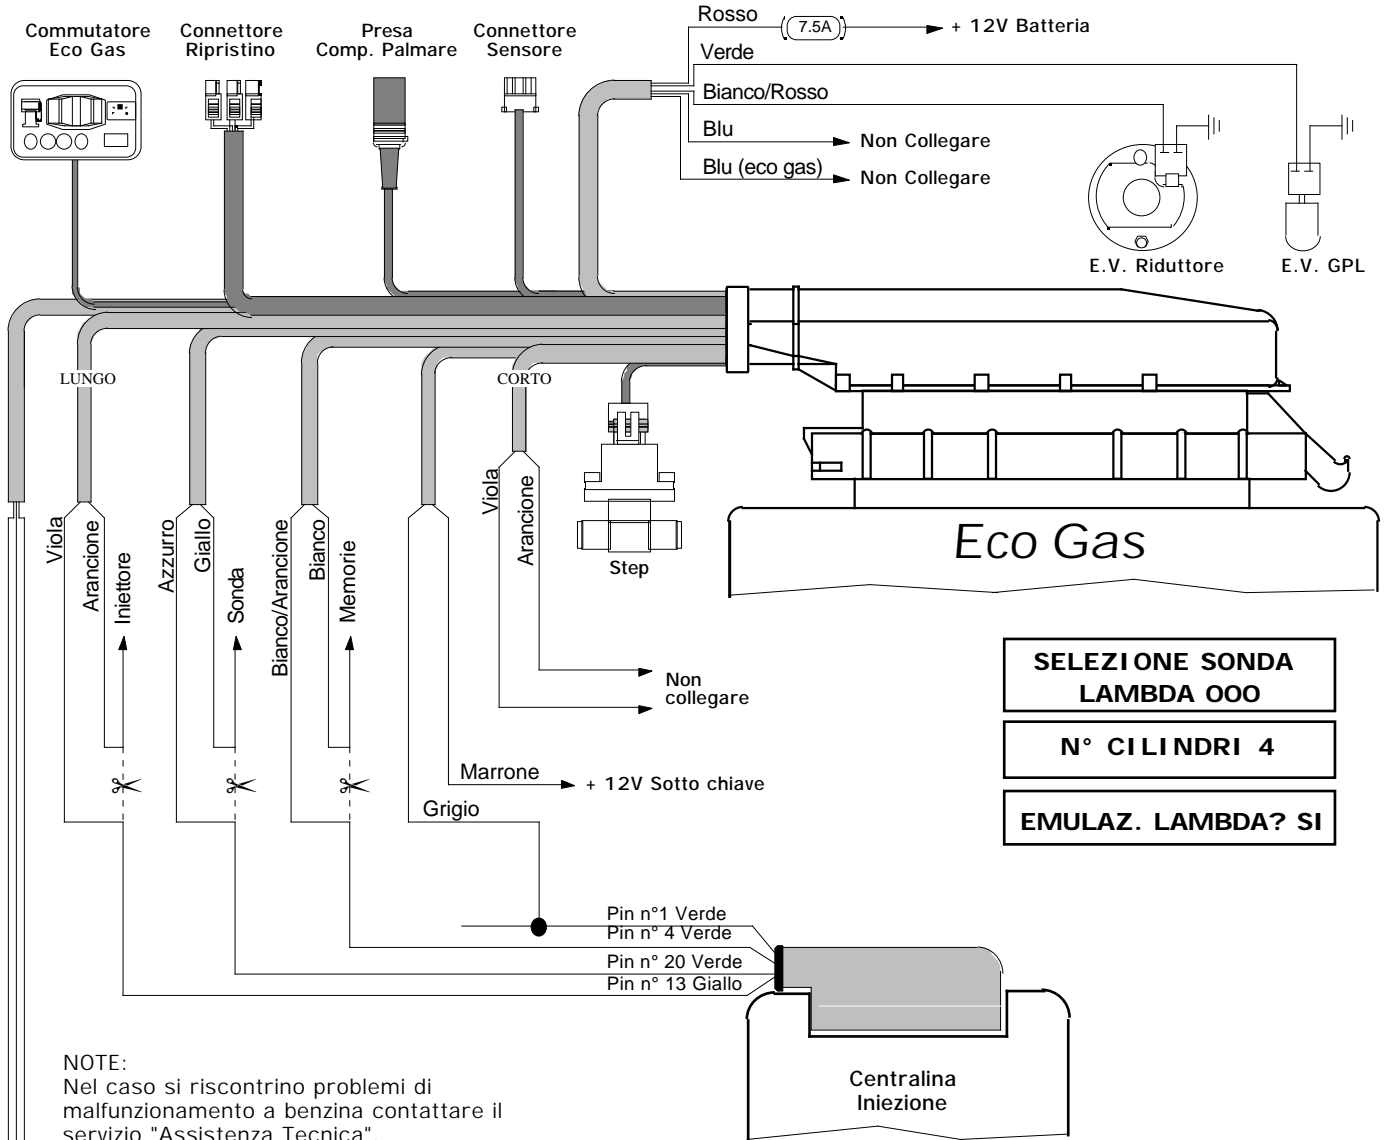 Commutatore
Eco Gas
Connettore
Ripristino
Presa
Comp. Palmare
Connettore
Sensore
Rosso
7.5A
+ 12V Batteria
Verde
Bianco/Rosso
Blu
Non Collegare
Blu (eco gas)
Non Collegare
E.V. Riduttore
E.V. GPL
LUNGO
CORTO
Viola
Arancione
Iniettore
Azzurro
Giallo
Sonda
Bianco/Arancione
Bianco
Memorie
Viola
Arancione
Step
Eco Gas
Non
collegare
Marrone
+ 12V Sotto chiave
Grigio
SELEZIONE SONDA
LAMBDA 000
N° CILINDRI 4
EMULAZ. LAMBDA? SI
Pin n°1 Verde
Pin n° 4 Verde
Pin n° 20 Verde
Pin n° 13 Giallo
Centralina
Iniezione
NOTE:
Nel caso si riscontrino problemi di
malfunzionamento a benzina contattare il
servizio "Assistenza Tecnica".